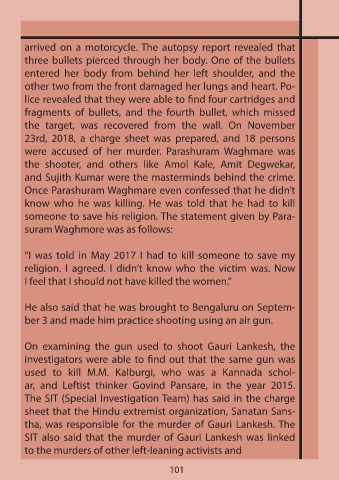 arrived on a motorcycle. The autopsy report revealed that
three bullets pierced through her body. One of the bullets
entered her body from behind her left shoulder, and the
other two from the front damaged her lungs and heart. Po-
lice revealed that they were able to find four cartridges and
fragments of bullets, and the fourth bullet, which missed
the target, was recovered from the wall. On November
23rd, 2018, a charge sheet was prepared, and 18 persons
were accused of her murder. Parashuram Waghmare was
the shooter, and others like Amol Kale, Amit Degwekar,
and Sujith Kumar were the masterminds behind the crime.
Once Parashuram Waghmare even confessed that he didn't
know who he was killing. He was told that he had to kill
someone to save his religion. The statement given by Para-
suram Waghmore was as follows:
"I was told in May 2017 I had to kill someone to save my
religion. I agreed. I didn't know who the victim was. Now
I feel that I should not have killed the women."
He also said that he was brought to Bengaluru on Septem-
ber 3 and made him practice shooting using an air gun.
On examining the gun used to shoot Gauri Lankesh, the
investigators were able to find out that the same gun was
used to kill M.M. Kalburgi, who was a Kannada schol-
ar, and Leftist thinker Govind Pansare, in the year 2015.
The SIT (Special Investigation Team) has said in the charge
sheet that the Hindu extremist organization, Sanatan Sans-
tha, was responsible for the murder of Gauri Lankesh. The
SIT also said that the murder of Gauri Lankesh was linked
to the murders of other left-leaning activists and
101